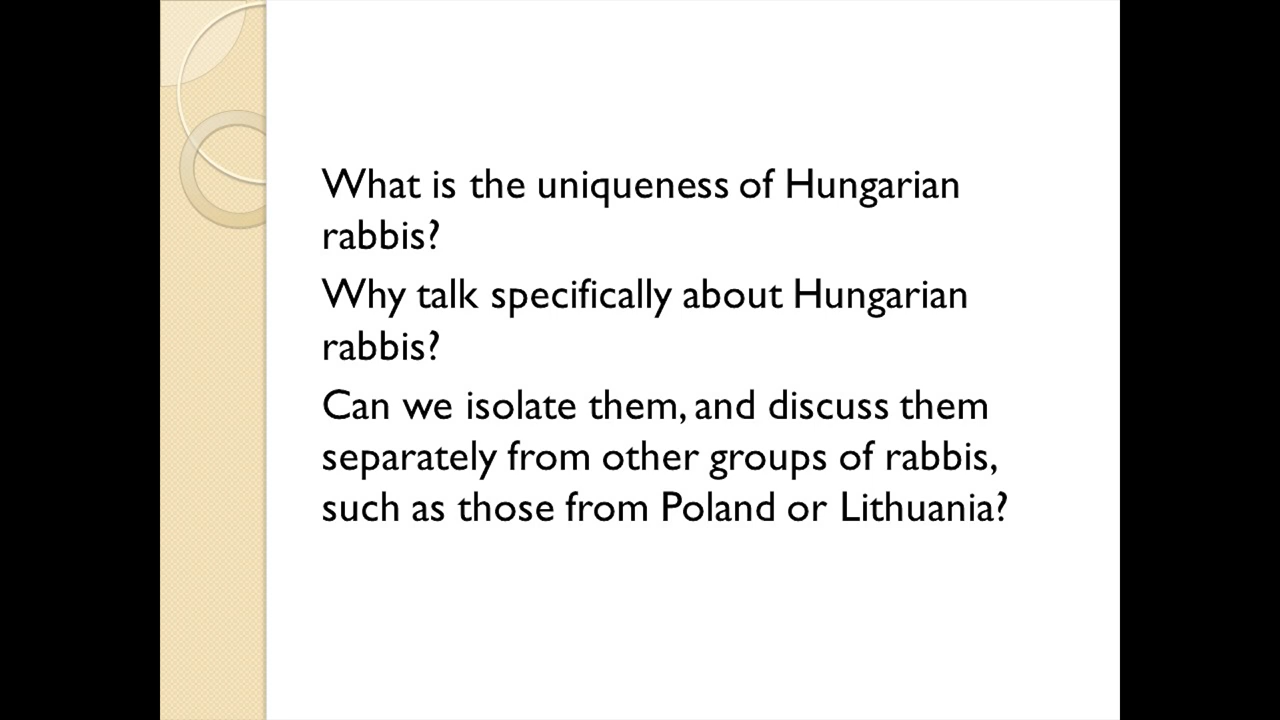 What is the uniqueness of Hungarian
rabbis?
Why talk specifically about Hungarian
rabbis?
Can we isolate them, and discuss them
separately from other groups of rabbis,
such as those from Poland or Lithuania?